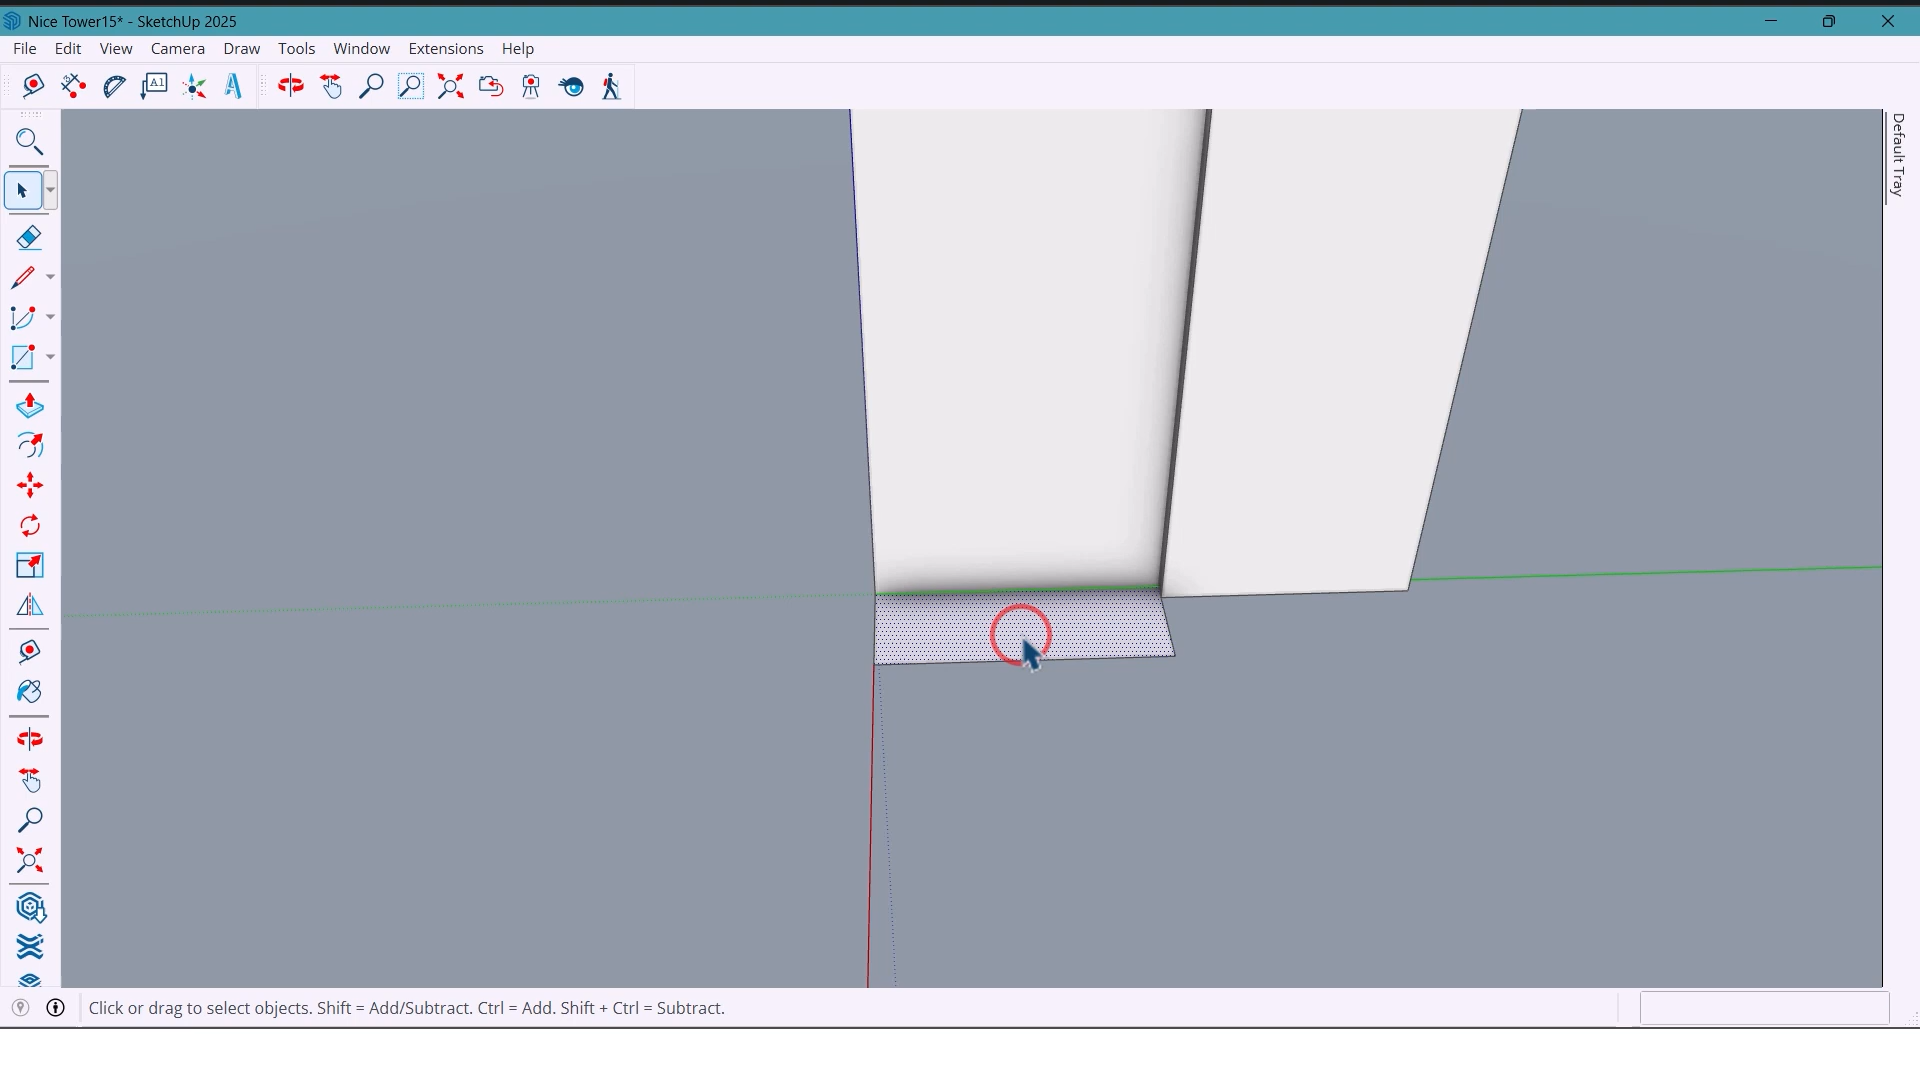 Nice Tower15* - SketchUp 2025
File Edit View Camera Draw Tools Window Extensions Help
A1
Default Tray
Click or drag to select objects. Shift = Add/Subtract. Ctrl = Add. Shift + Ctrl = Subtract.